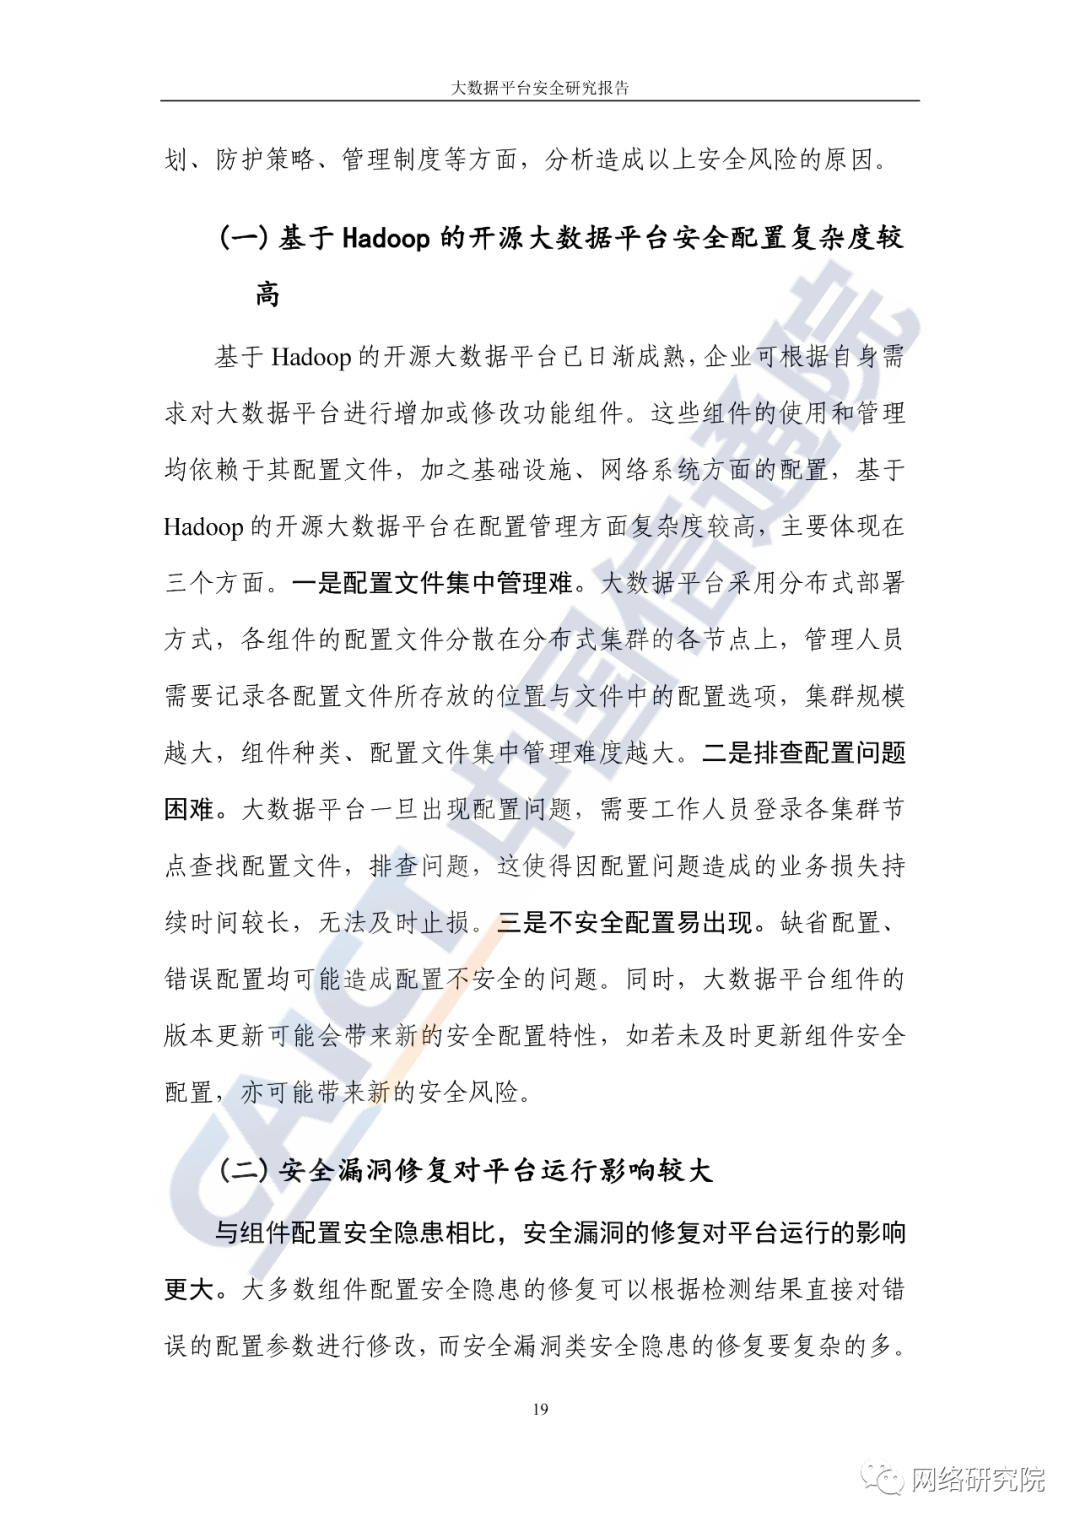 大数据平台安全研究报告
划、防护策略、管理制度等方面，分析造成以上安全风险的原因。
(一) 基于 Hadoop 的开源大数据平台安全配置复杂度较
高
基于 Hadoop 的开源大数据平台已日渐成熟，企业可根据自身需
求对大数据平台进行增加或修改功能组件。这些组件的使用和管理
均依赖于其配置文件，加之基础设施、网络系统方面的配置，基于
Hadoop 的开源大数据平台在配置管理方面复杂度较高，主要体现在
三个方面。一是配置文件集中管理难。大数据平台采用分布式部署
方式，各组件的配置文件分散在分布式集群的各节点上，管理人员
需要记录各配置文件所存放的位置与文件中的配置选项，集群规模
越大，组件种类、配置文件集中管理难度越大。二是排查配置问题
困难。大数据平台一旦出现配置问题，需要工作人员登录各集群节
点查找配置文件，排查问题，这使得因配置问题造成的业务损失持
续时间较长，无法及时止损。三是不安全配置易出现。缺省配置、
错误配置均可能造成配置不安全的问题。同时，大数据平台组件的
版本更新可能会带来新的安全配置特性，如若未及时更新组件安全
配置，亦可能带来新的安全风险。
(二) 安全漏洞修复对平台运行影响较大
与组件配置安全隐患相比，安全漏洞的修复对平台运行的影响
更大。大多数组件配置安全隐患的修复可以根据检测结果直接对错
误的配置参数进行修改，而安全漏洞类安全隐患的修复要复杂的多。
19
CAICT 中国信通院
网络研究院